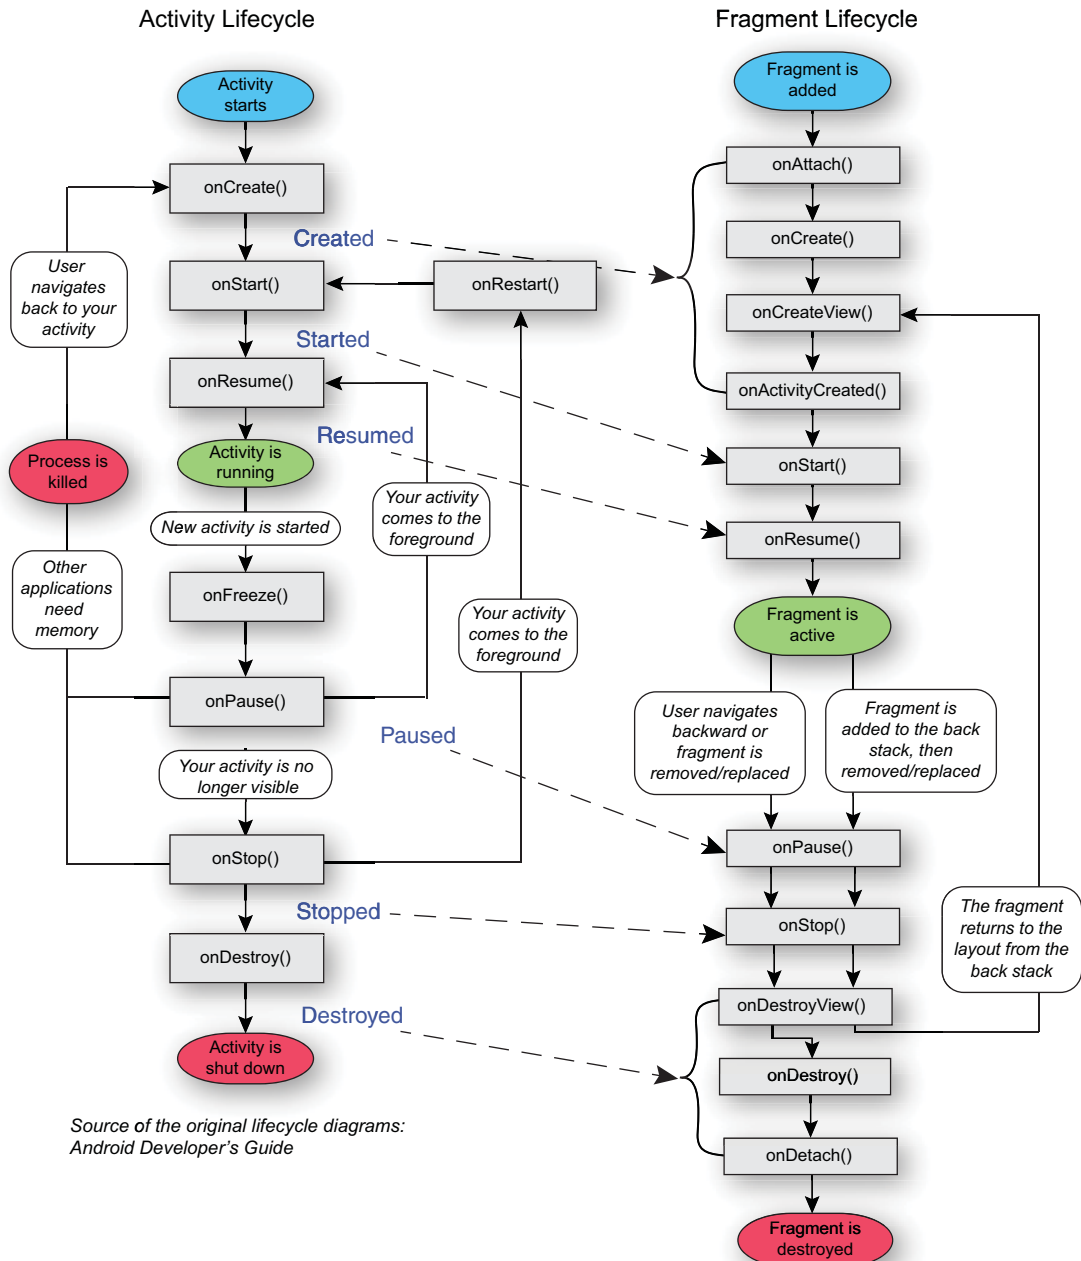 Activity Lifecycle
Activity
starts
onCreate()
Created
User
navigates
back to your
activity
onStart()
onRestart()
Started
onResume()
Resumed
Process is
killed
Activity is
running
Your activity
comes to the
foreground
New activity is started
Other
applications
need
memory
onFreeze()
Your activity
comes to the
foreground
onPause()
Paused
Your activity is no
longer visible
onStop()
Stopped
onDestroy()
Destroyed
Activity is
shut down
Source of the original lifecycle diagrams:
Android Developer's Guide
Fragment Lifecycle
Fragment is
added
onAttach()
onCreate()
onCreateView()
onActivityCreated()
onStart()
onResume()
Fragment is
active
User navigates
backward or
fragment is
removed/replaced
Fragment is
added to the back
stack, then
removed/replaced
onPause()
onStop()
The fragment
returns to the
layout from the
back stack
onDestroyView()
onDestroy()
onDetach()
Fragment is
destroyed